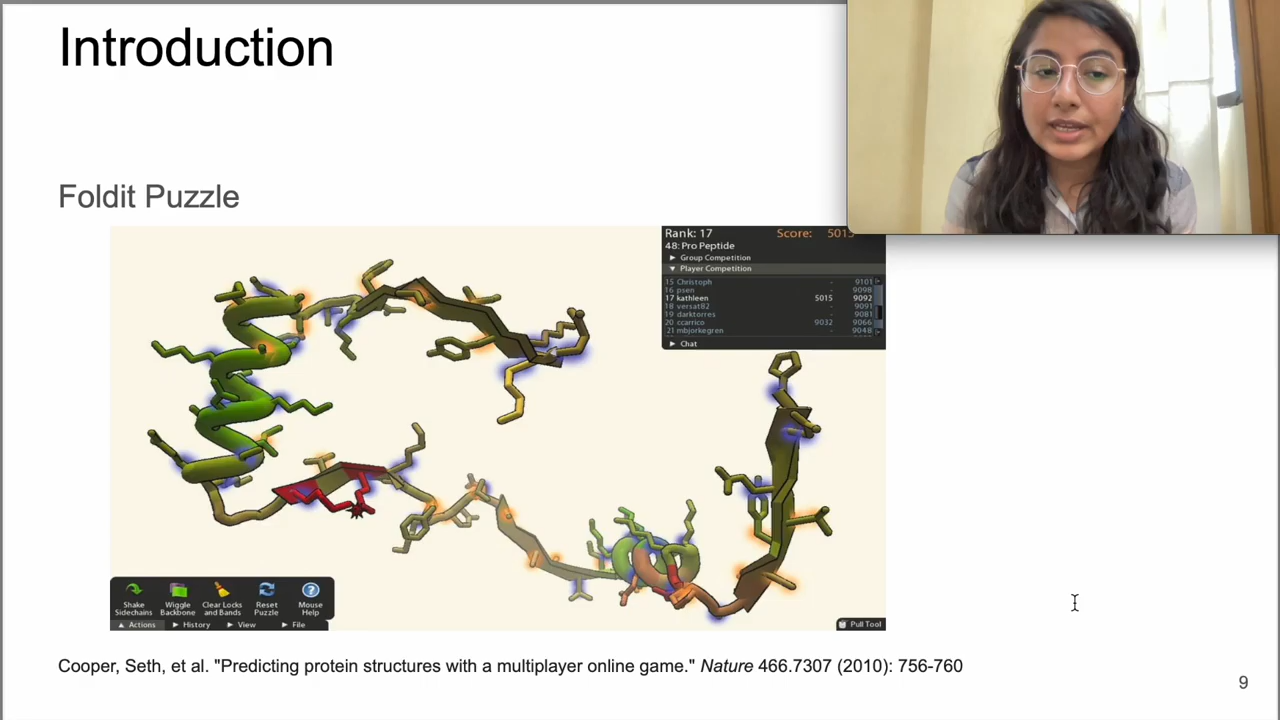 Introduction
Foldit Puzzle
Rank: 17 Score: 5015
48: Pro Peptide
Group Competition
Player Competition
15 Christoph - 9101
16 psen - 9098
17 kathleen 5015 9092
18 versat82 - 9091
19 darktorres - 9081
20 ccarrico 9032 9066
21 mbjorkegren - 9048
Chat
Shake Sidechains
Wiggle Backbone
Clear Locks and Bands
Reset Puzzle
Mouse Help
Actions History View File
Pull Tool
Cooper, Seth, et al. "Predicting protein structures with a multiplayer online game." Nature 466.7307 (2010): 756-760
9